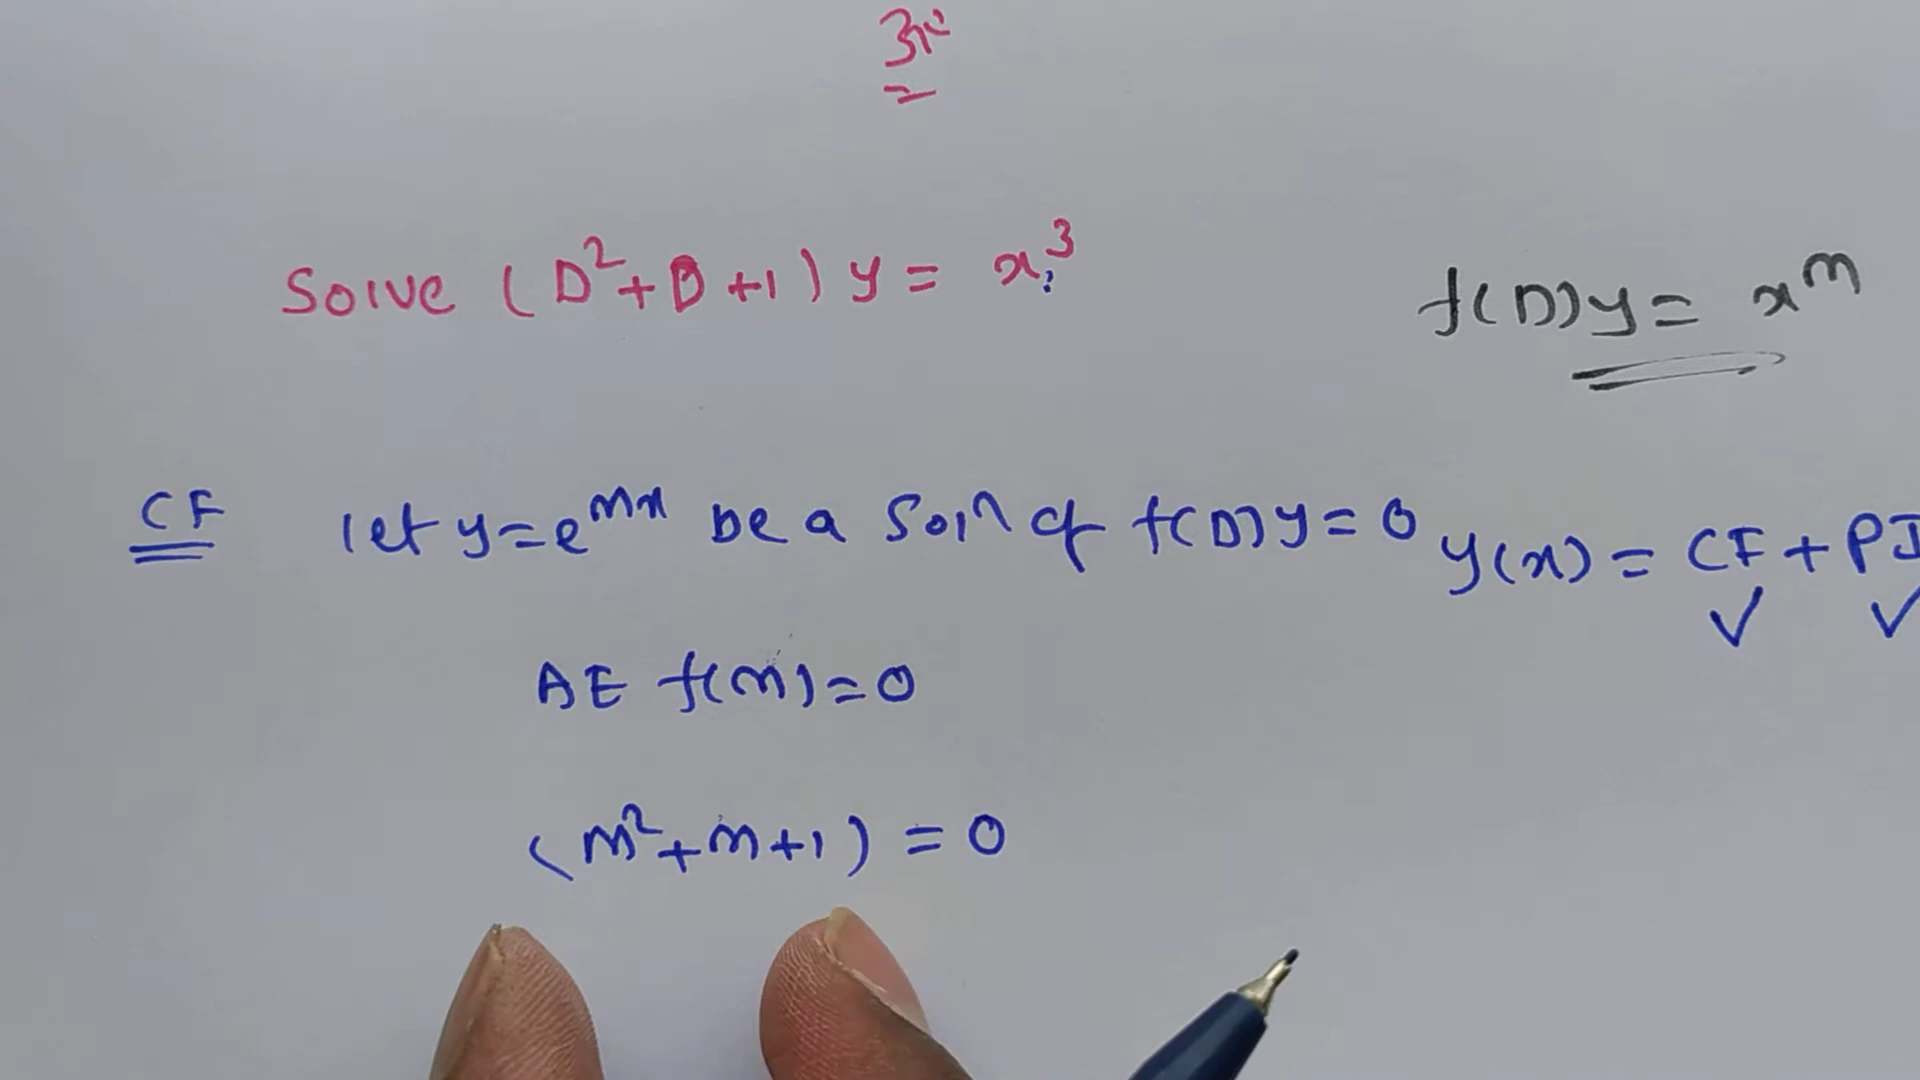 3x²
Solve (D²+D+1)y = x³
f(D)y = xᵐ
CF let y=eᵐˣ be a Solⁿ of f(D)y=0
y(x) = CF + PI
AE f(m)=0
(m²+m+1) = 0